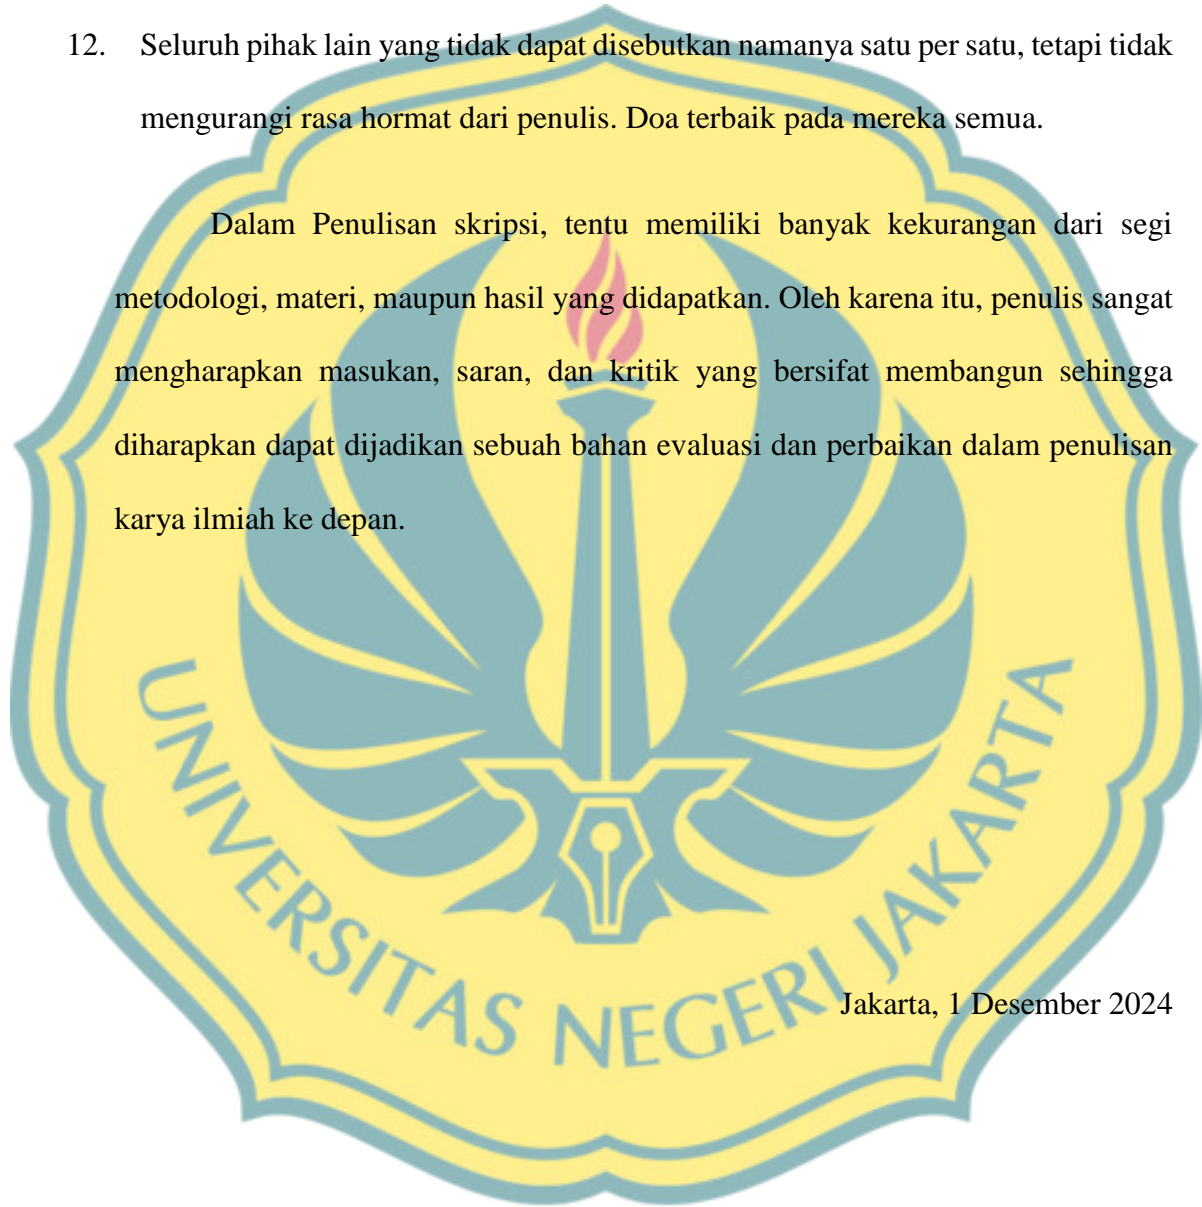 12. Seluruh pihak lain yang tidak dapat disebutkan namanya satu per satu, tetapi tidak
mengurangi rasa hormat dari penulis. Doa terbaik pada mereka semua.
Dalam Penulisan skripsi, tentu memiliki banyak kekurangan dari segi
metodologi, materi, maupun hasil yang didapatkan. Oleh karena itu, penulis sangat
mengharapkan masukan, saran, dan kritik yang bersifat membangun sehingga
diharapkan dapat dijadikan sebuah bahan evaluasi dan perbaikan dalam penulisan
karya ilmiah ke depan.
UNIVERSITAS NEGERI JAKARTA
Jakarta, 1 Desember 2024